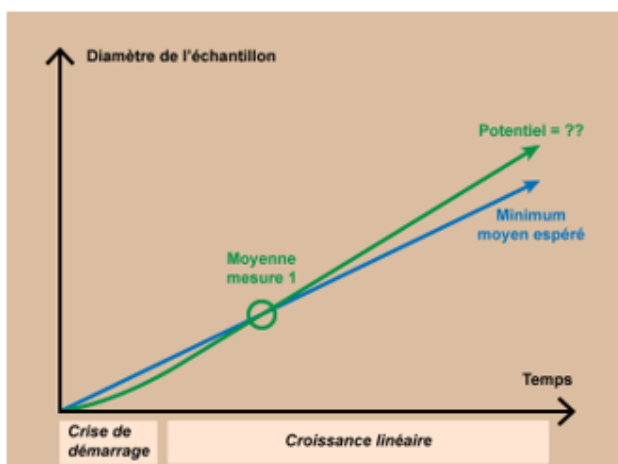 Diamètre de l'échantillon
Potentiel = ??
Minimum
moyen espéré
Moyenne
mesure 1
Temps
Crise de
démarrage
Croissance linéaire